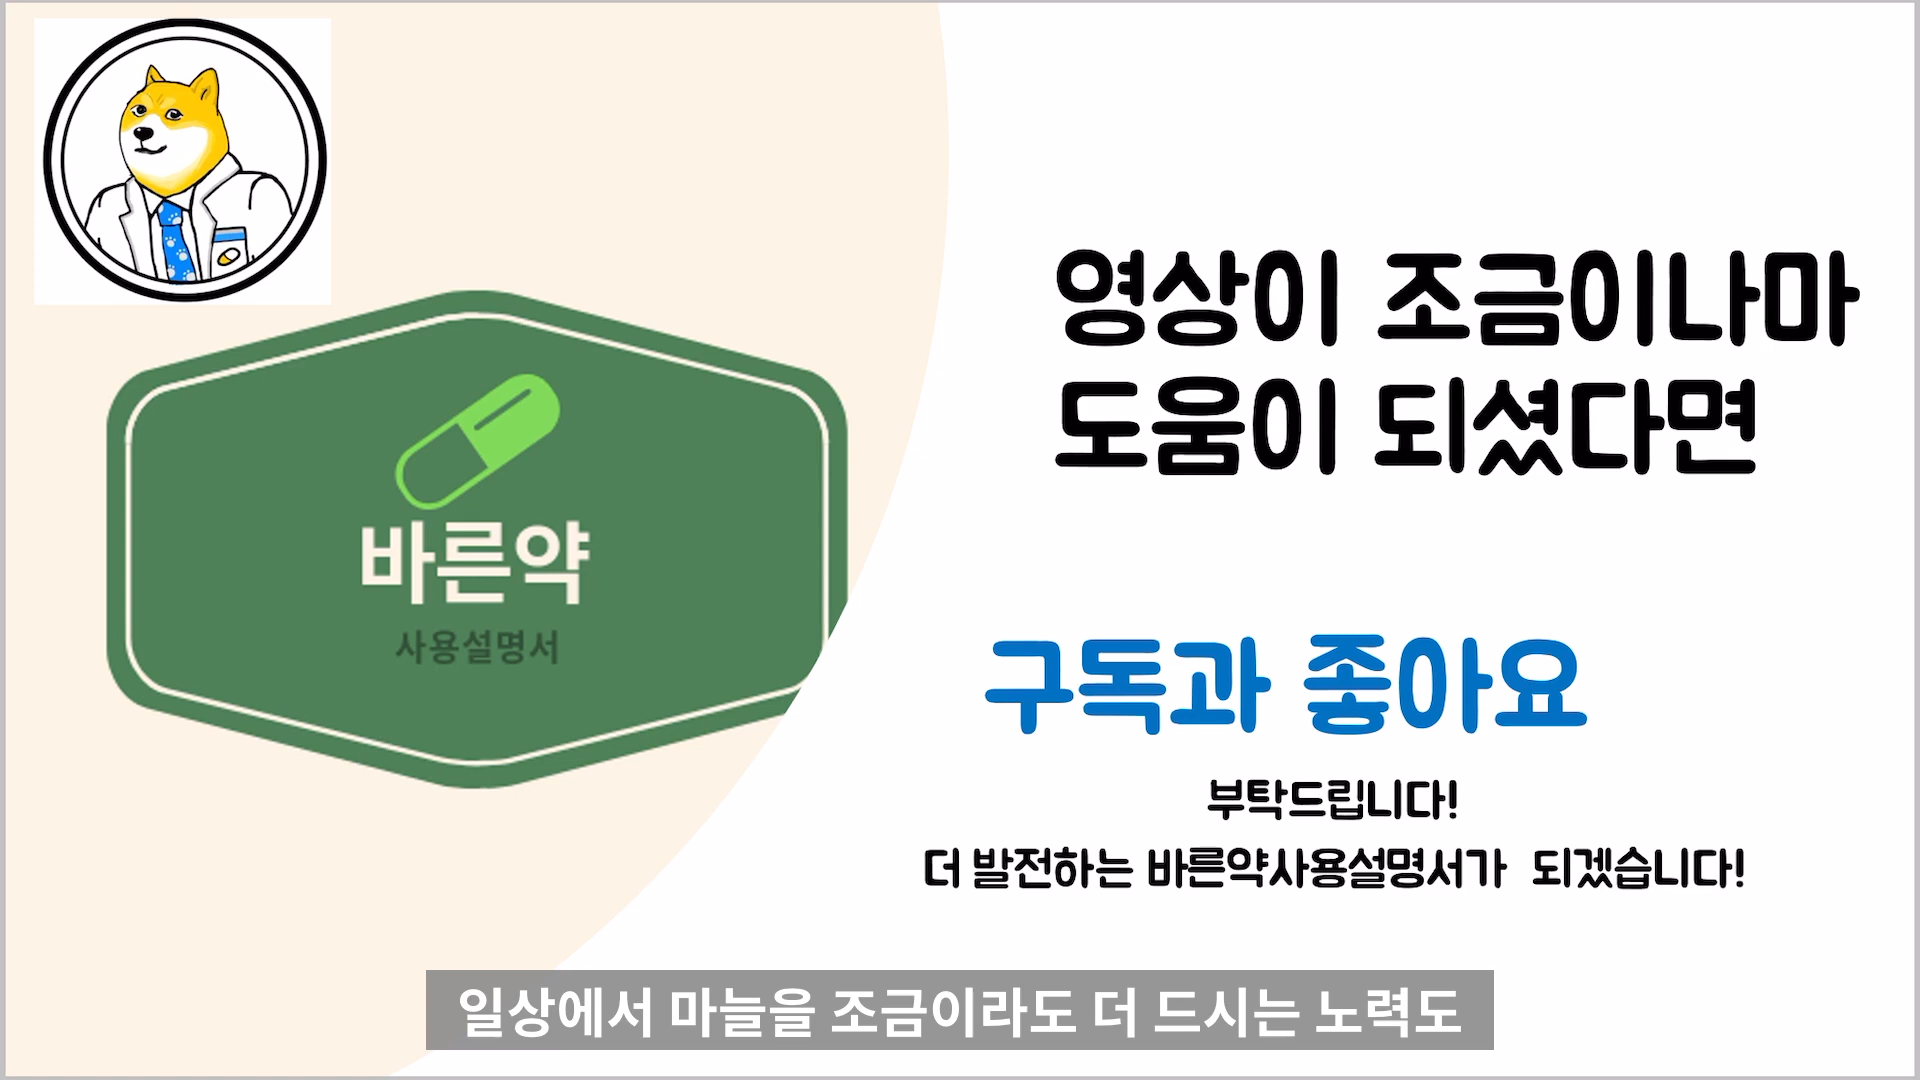 영상이 조금이나마
도움이 되셨다면
바른약
사용설명서
구독과 좋아요
부탁드립니다!
더 발전하는 바른약사용설명서가 되겠습니다!
일상에서 마늘을 조금이라도 더 드시는 노력도